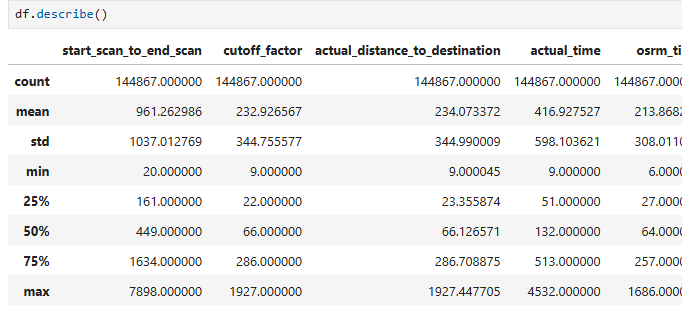 df.describe()
start_scan_to_end_scan cutoff_factor actual_distance_to_destination actual_time osrm_ti
count 144867.000000 144867.000000 144867.000000 144867.000000 144867.0000
mean 961.262986 232.926567 234.073372 416.927527 213.8682
std 1037.012769 344.755577 344.990009 598.103621 308.0110
min 20.000000 9.000000 9.000045 9.000000 6.0000
25% 161.000000 22.000000 23.355874 51.000000 27.0000
50% 449.000000 66.000000 66.126571 132.000000 64.0000
75% 1634.000000 286.000000 286.708875 513.000000 257.0000
max 7898.000000 1927.000000 1927.447705 4532.000000 1686.0000